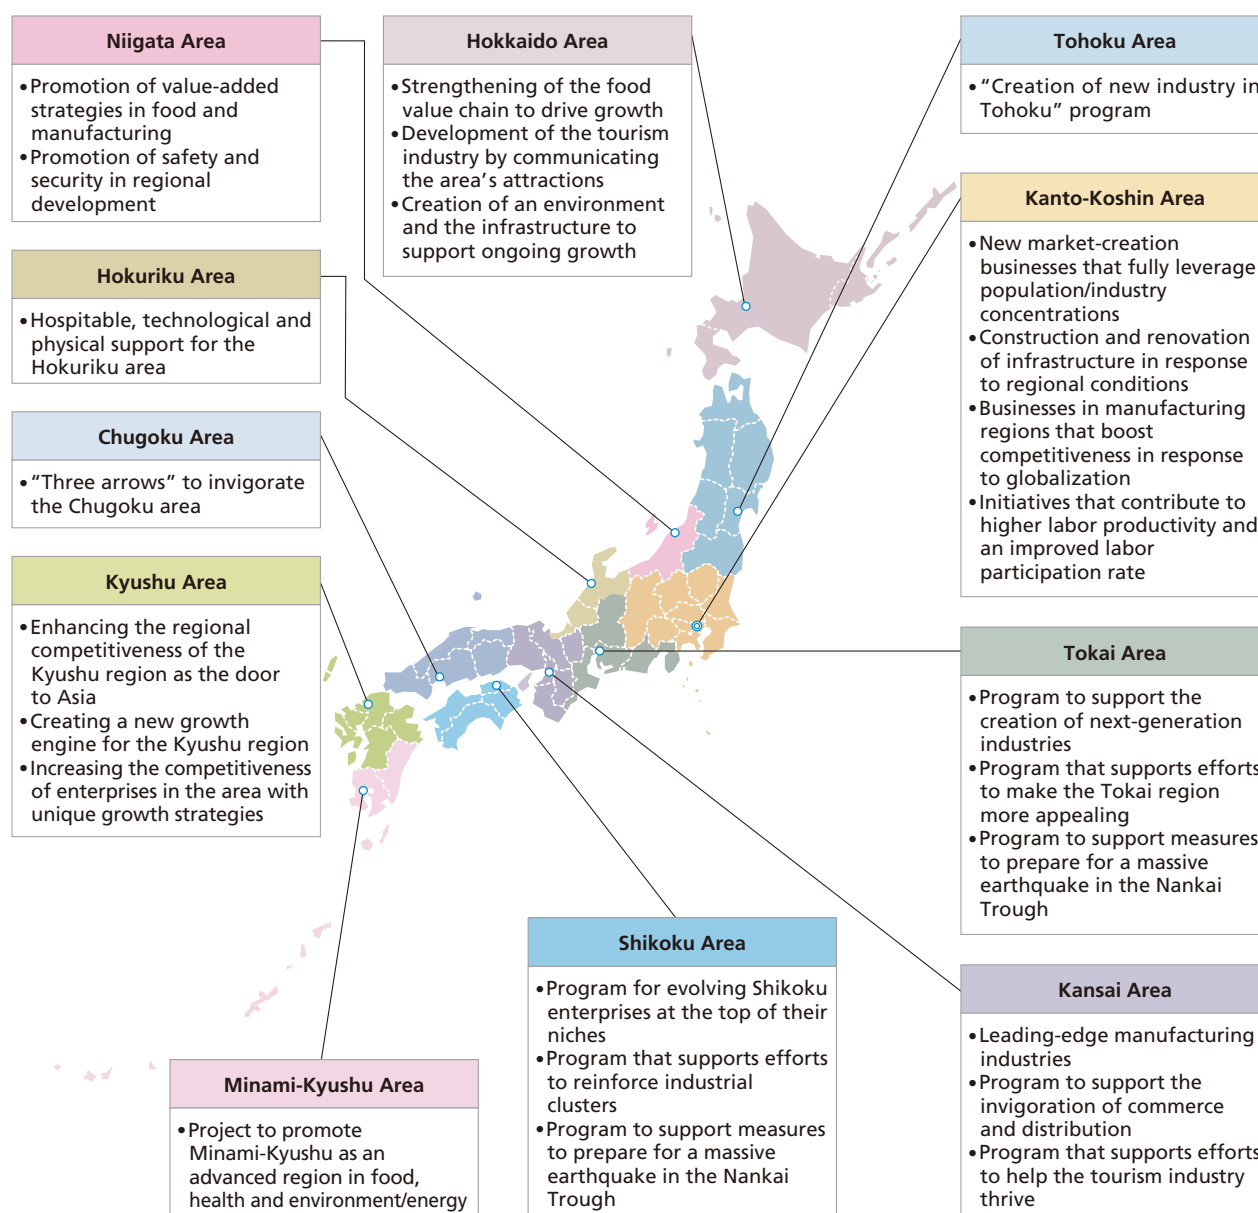 Niigata Area
•Promotion of value-added
strategies in food and
manufacturing
•Promotion of safety and
security in regional
development
Hokkaido Area
•Strengthening of the food
value chain to drive growth
•Development of the tourism
industry by communicating
the area’s attractions
•Creation of an environment
and the infrastructure to
support ongoing growth
Tohoku Area
•“Creation of new industry in
Tohoku” program
Kanto-Koshin Area
•New market-creation
businesses that fully leverage
population/industry
concentrations
•Construction and renovation
of infrastructure in response
to regional conditions
•Businesses in manufacturing
regions that boost
competitiveness in response
to globalization
•Initiatives that contribute to
higher labor productivity and
an improved labor
participation rate
Hokuriku Area
•Hospitable, technological and
physical support for the
Hokuriku area
Chugoku Area
•“Three arrows” to invigorate
the Chugoku area
Kyushu Area
•Enhancing the regional
competitiveness of the
Kyushu region as the door
to Asia
•Creating a new growth
engine for the Kyushu region
•Increasing the competitiveness
of enterprises in the area with
unique growth strategies
Tokai Area
•Program to support the
creation of next-generation
industries
•Program that supports efforts
to make the Tokai region
more appealing
•Program to support measures
to prepare for a massive
earthquake in the Nankai
Trough
Shikoku Area
•Program for evolving Shikoku
enterprises at the top of their
niches
•Program that supports efforts
to reinforce industrial
clusters
•Program to support measures
to prepare for a massive
earthquake in the Nankai
Trough
Kansai Area
•Leading-edge manufacturing
industries
•Program to support the
invigoration of commerce
and distribution
•Program that supports efforts
to help the tourism industry
thrive
Minami-Kyushu Area
•Project to promote
Minami-Kyushu as an
advanced region in food,
health and environment/energy